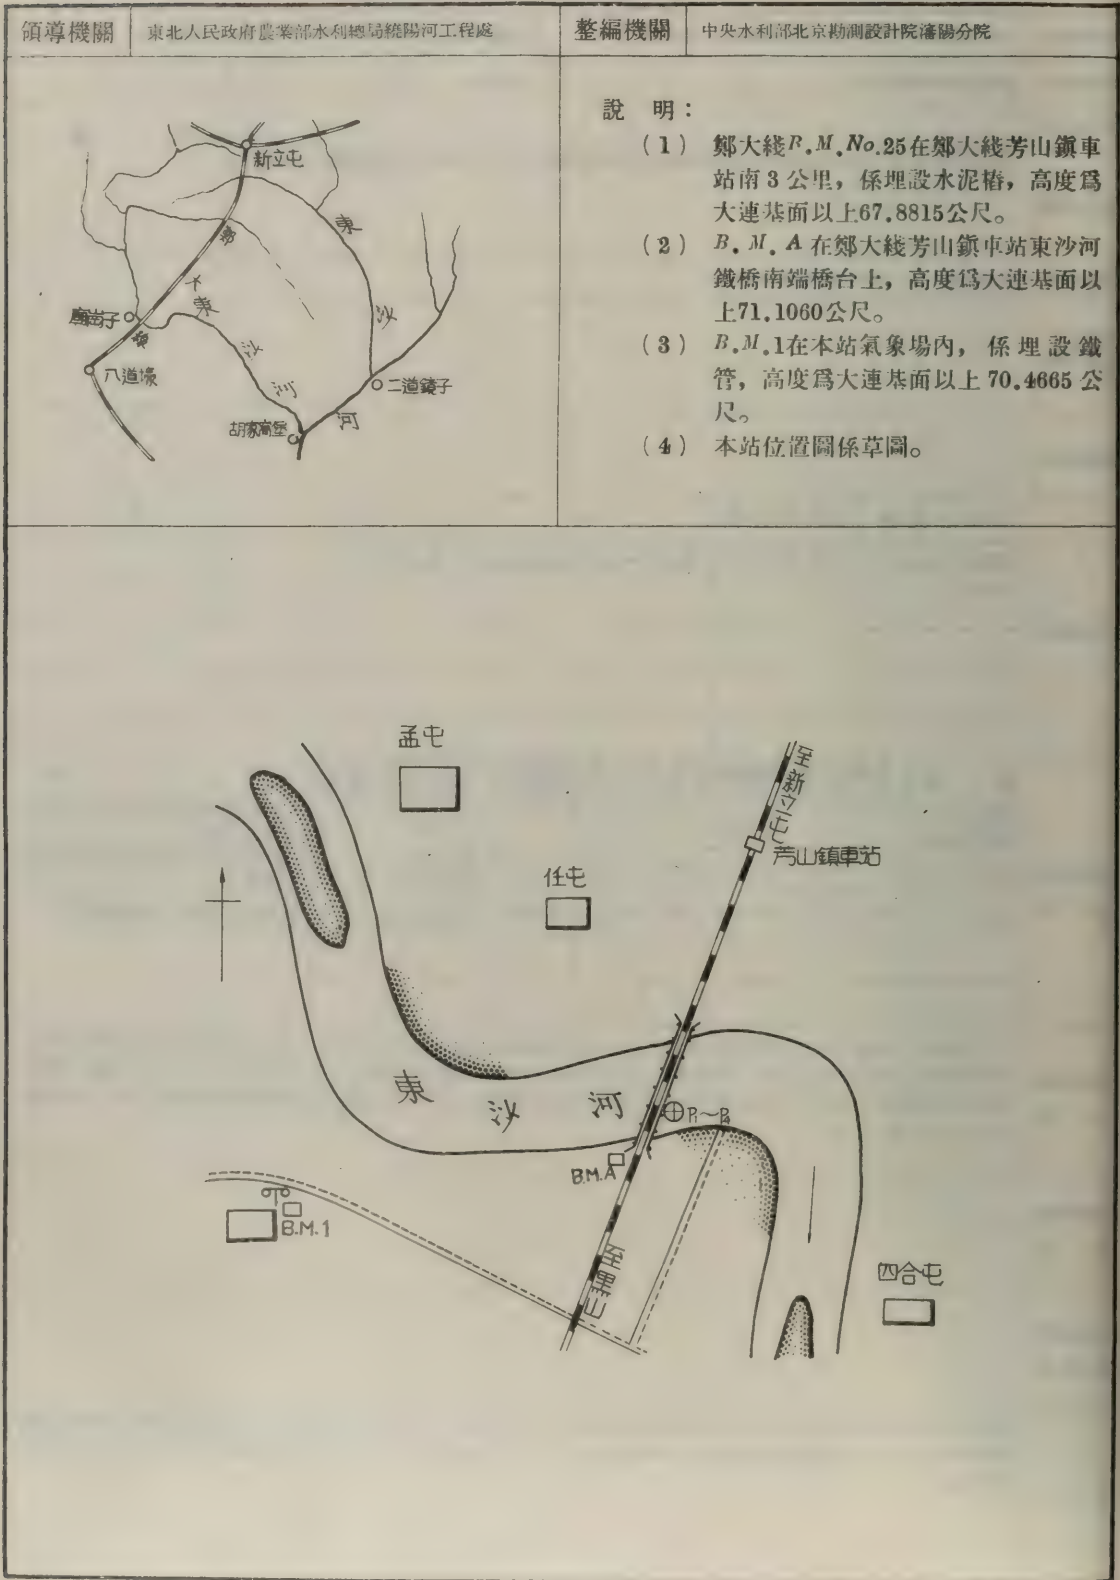 領導機關
東北人民政府農業部水利總局繞陽河工程處
整編機關
中央水利部北京勘測設計院瀋陽分院
新立屯
東
沙
河
鄭
大
線
東
沙
河
八道壕
二道鏡子
胡家窩堡
說　明：
(1)　鄭大綫B.M.No.25在鄭大綫芳山鎭車
站南3公里，係埋設水泥樁，高度爲
大連基面以上67.8815公尺。
(2)　B.M.A在鄭大綫芳山鎭車站東沙河
鐵橋南端橋台上，高度爲大連基面以
上71.1060公尺。
(3)　B.M.1在本站氣象場內，係埋設鐵
管，高度爲大連基面以上70.4665公
尺。
(4)　本站位置圖係草圖。
孟屯
任屯
至新立屯
芳山鎮車站
東
沙
河
P₁～P₄
B.M.A
B.M.1
至黑山
四合屯